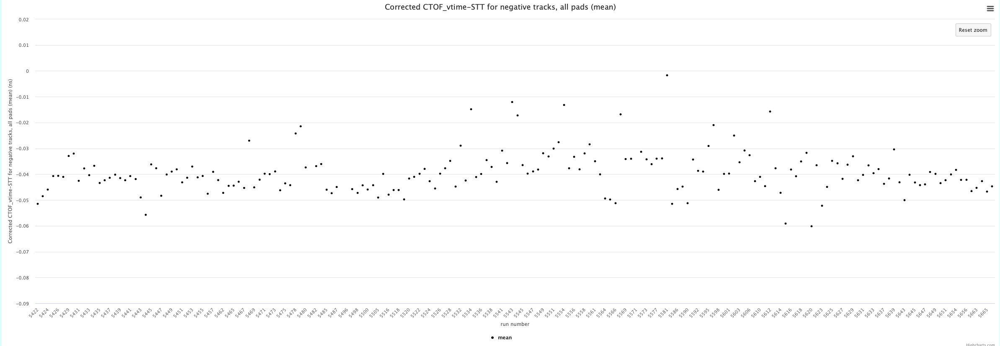 Corrected CTOF_vtime-STT for negative tracks, all pads (mean)
Reset zoom
0.02
0.01
0
-0.01
-0.02
-0.03
-0.04
-0.05
-0.06
-0.07
-0.08
-0.09
Corrected CTOF_vtime-STT for negative tracks, all pads (mean) (ns)
5422 5424 5426 5429 5431 5433 5435 5437 5439 5441 5443 5445 5447 5449 5451 5453 5455 5457 5462 5465 5467 5469 5471 5473 5475 5478 5480 5482 5485 5487 5496 5498 5500 5505 5516 5518 5520 5522 5524 5526 5528 5532 5534 5536 5538 5541 5543 5545 5547 5549 5551 5554 5556 5558 5561 5564 5566 5569 5571 5573 5577 5581 5586 5590 5592 5595 5598 5601 5603 5606 5610 5612 5614 5616 5618 5620 5623 5625 5627 5629 5631 5633 5637 5639 5643 5645 5647 5649 5651 5654 5656 5663 5665
run number
mean
Highcharts.com